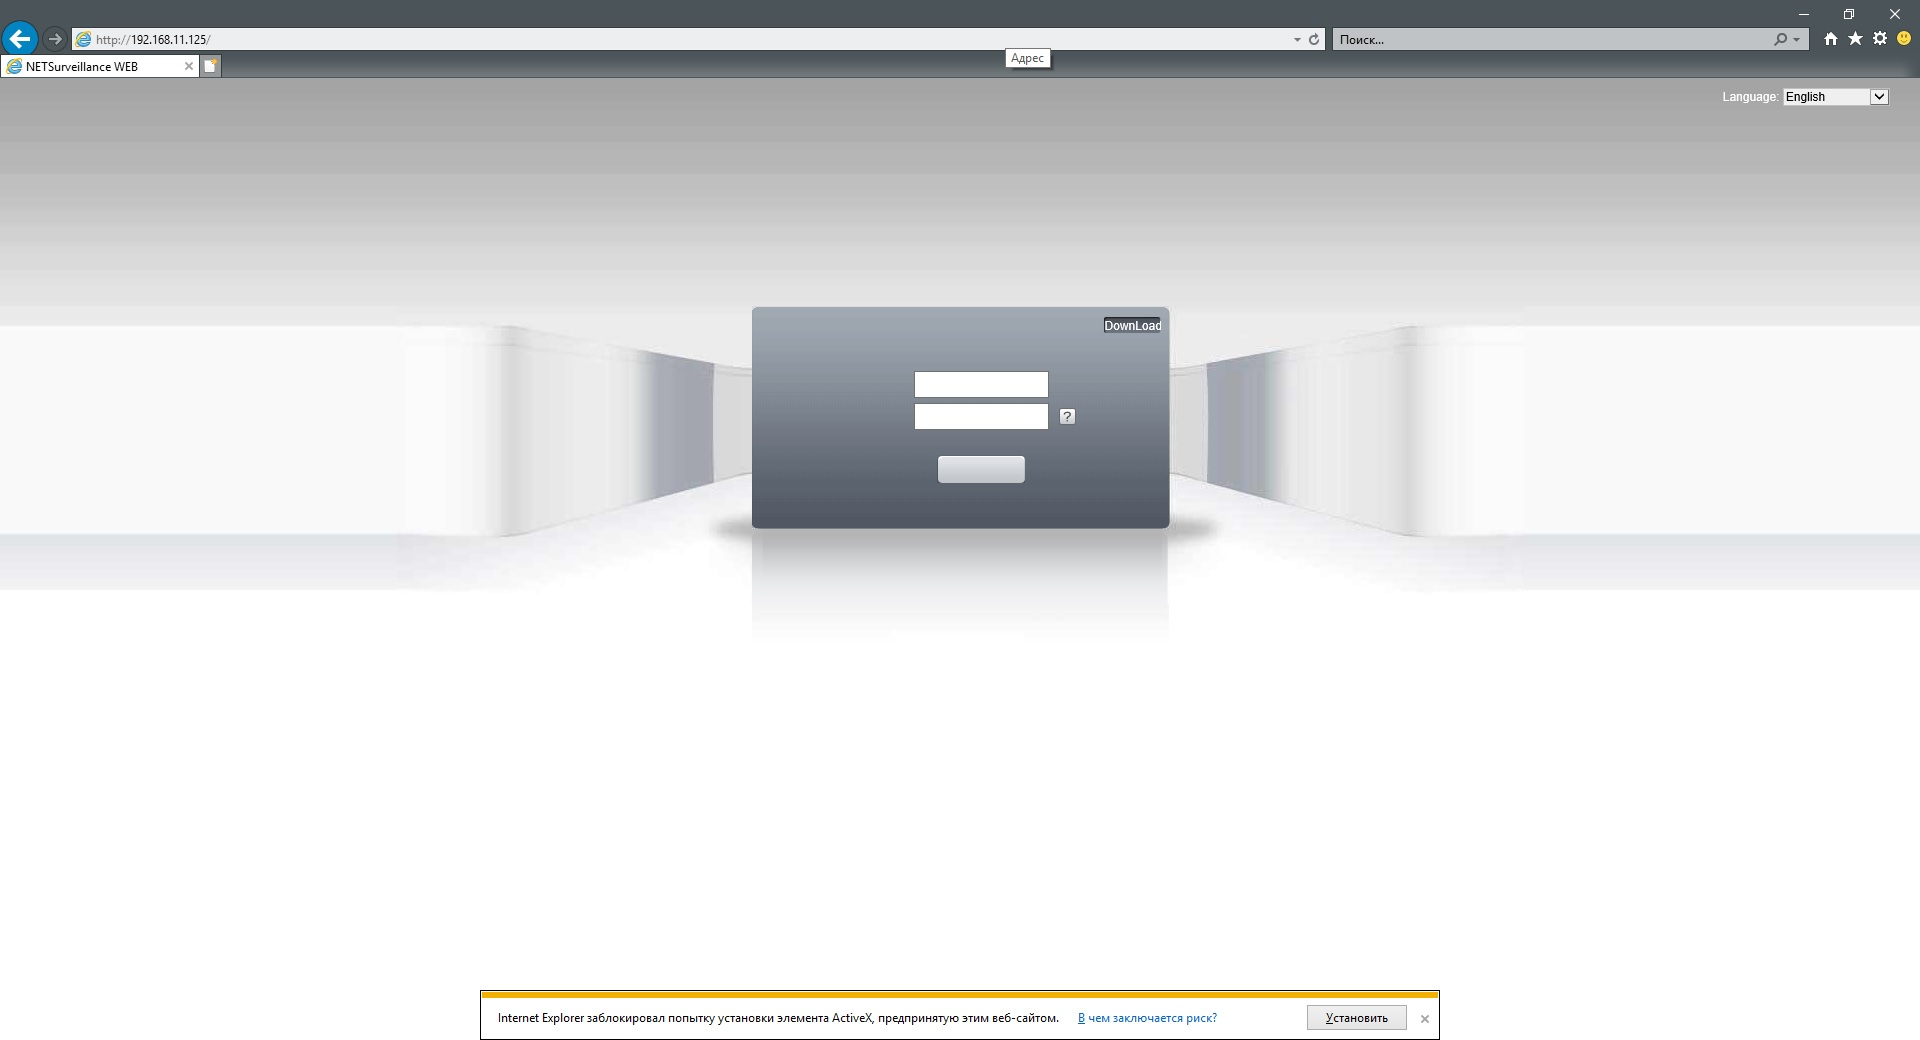 http://192.168.11.125/
Поиск...
Адрес
NETSurveillance WEB
Language: English
DownLoad
?
Internet Explorer заблокировал попытку установки элемента ActiveX, предпринятую этим веб-сайтом. В чем заключается риск? Установить